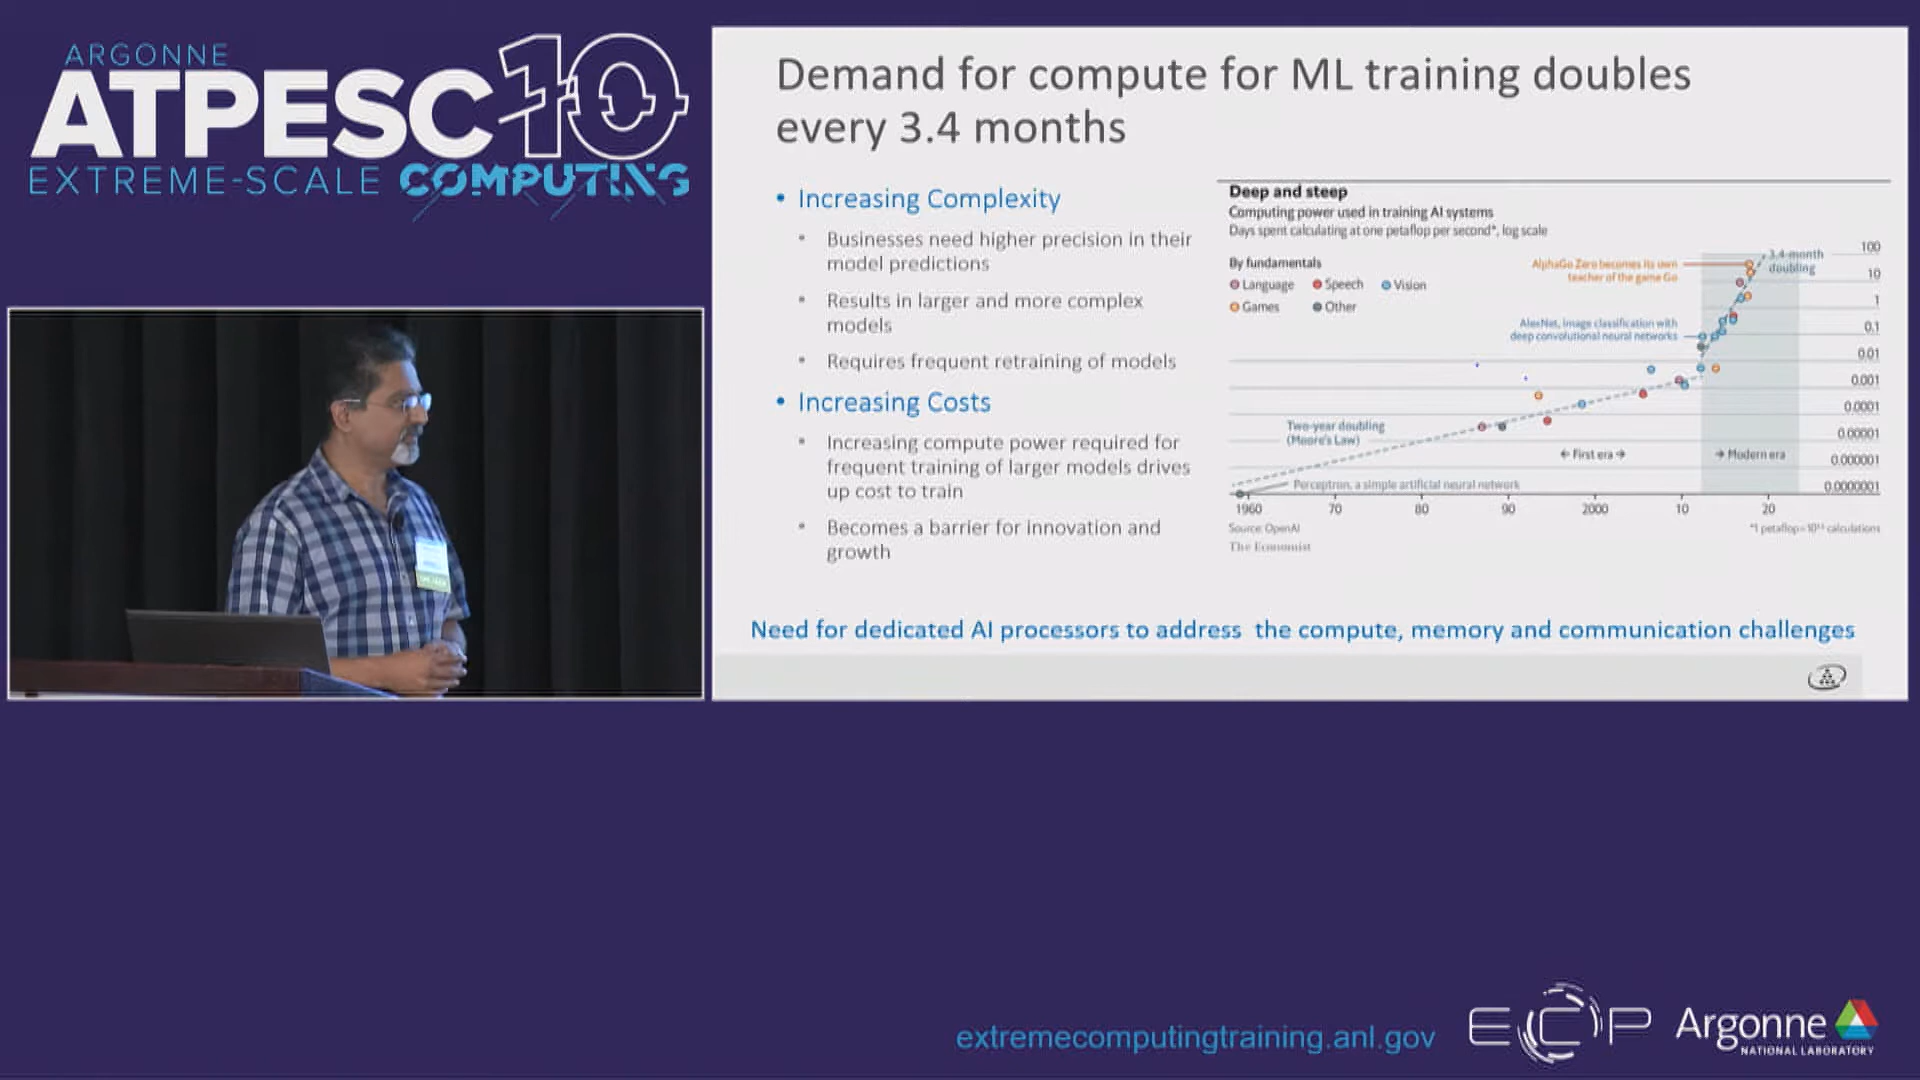 ARGONNE
ATPESC 10
EXTREME-SCALE COMPUTING
Demand for compute for ML training doubles
every 3.4 months
• Increasing Complexity
• Businesses need higher precision in their
model predictions
• Results in larger and more complex
models
• Requires frequent retraining of models
• Increasing Costs
• Increasing compute power required for
frequent training of larger models drives
up cost to train
• Becomes a barrier for innovation and
growth
Deep and steep
Computing power used in training AI systems
Days spent calculating at one petaflop per second*, log scale
By fundamentals
Language Speech Vision
Games Other
AlphaGo Zero becomes its own
teacher of the game Go
3.4-month
doubling
AlexNet, image classification with
deep convolutional neural networks
Two-year doubling
(Moore's Law)
← First era →
→ Modern era
Perceptron, a simple artificial neural network
100
10
1
0.1
0.01
0.001
0.0001
0.00001
0.000001
0.0000001
1960 70 80 90 2000 10 20
Source: OpenAI
The Economist
*1 petaflop=10¹⁵ calculations
Need for dedicated AI processors to address the compute, memory and communication challenges
extremecomputingtraining.anl.gov
ECP
Argonne
NATIONAL LABORATORY